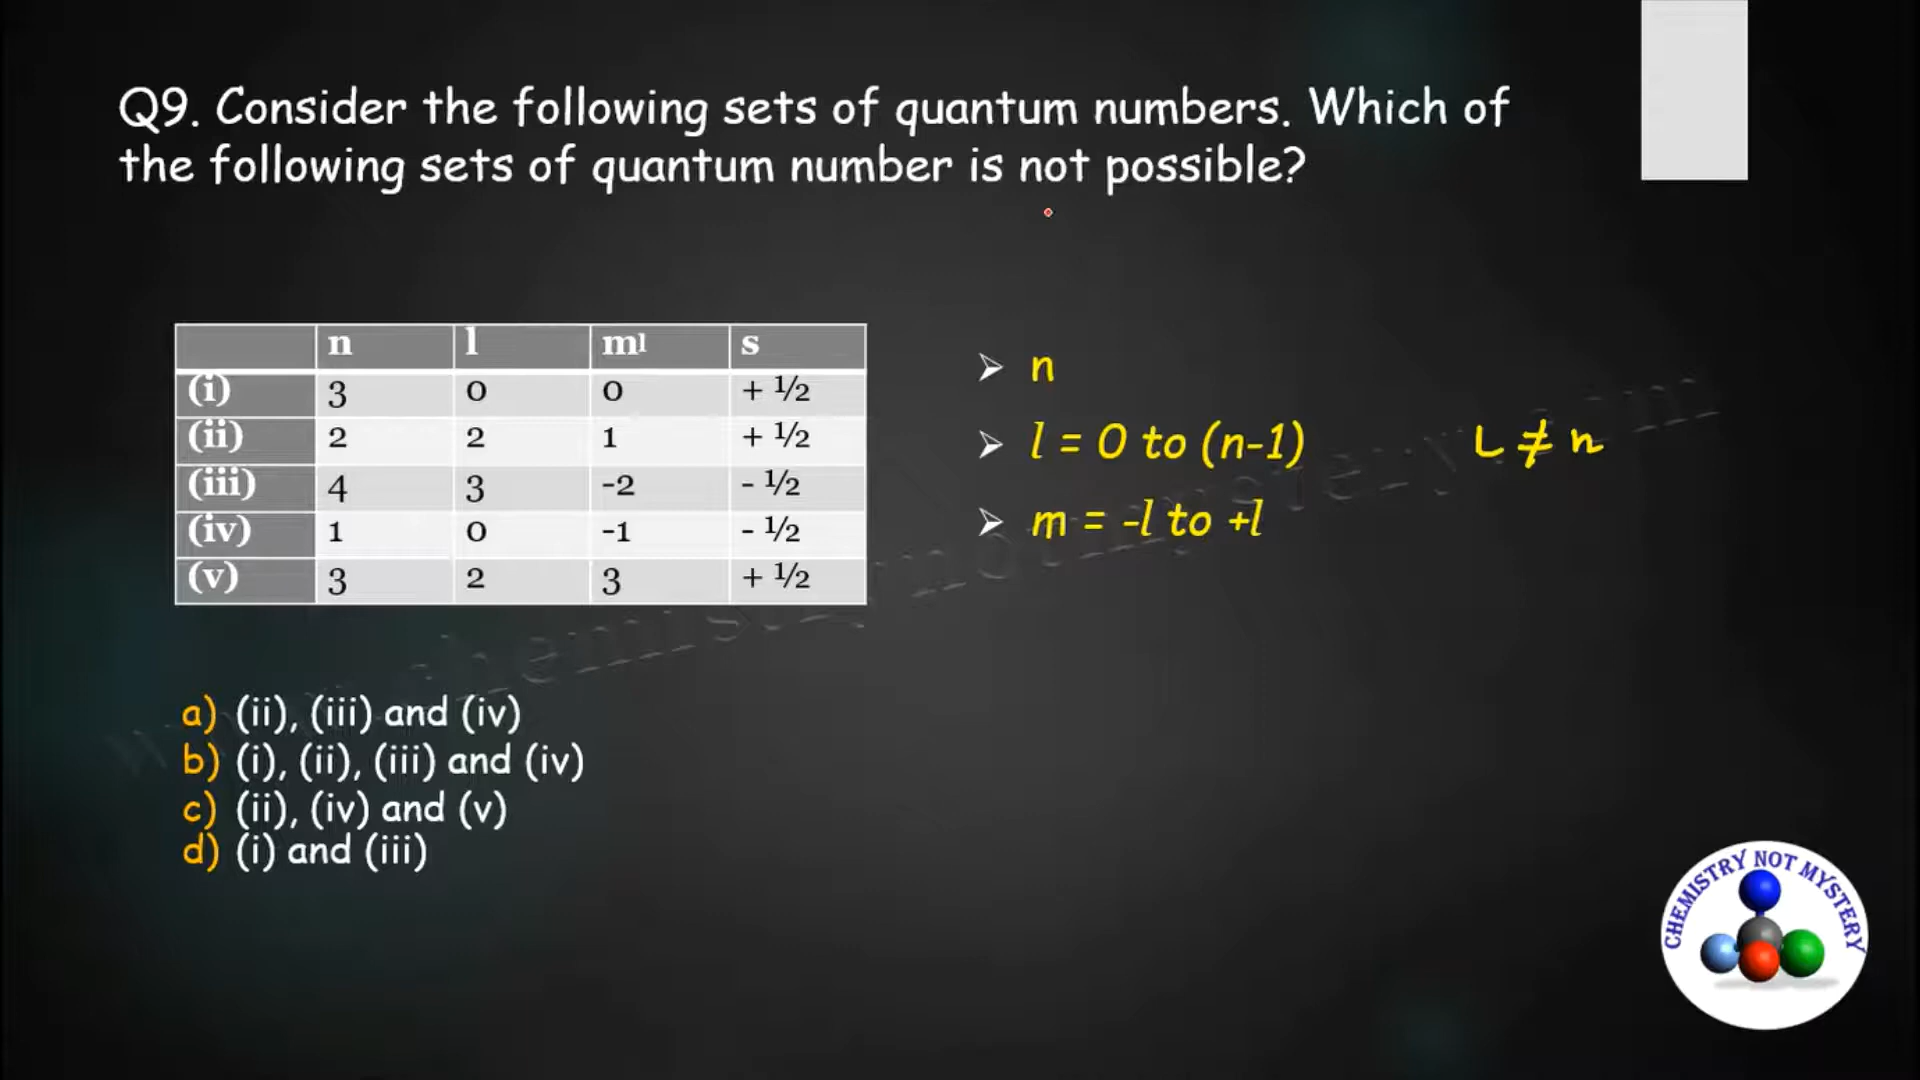 Q9. Consider the following sets of quantum numbers. Which of
the following sets of quantum number is not possible?
n l ml s
(i) 3 0 0 + ½
(ii) 2 2 1 + ½
(iii) 4 3 -2 - ½
(iv) 1 0 -1 - ½
(v) 3 2 3 + ½
➢ n
➢ l = 0 to (n-1) L ≠ n
➢ m = -l to +l
a) (ii), (iii) and (iv)
b) (i), (ii), (iii) and (iv)
c) (ii), (iv) and (v)
d) (i) and (iii)
CHEMISTRY NOT MYSTERY